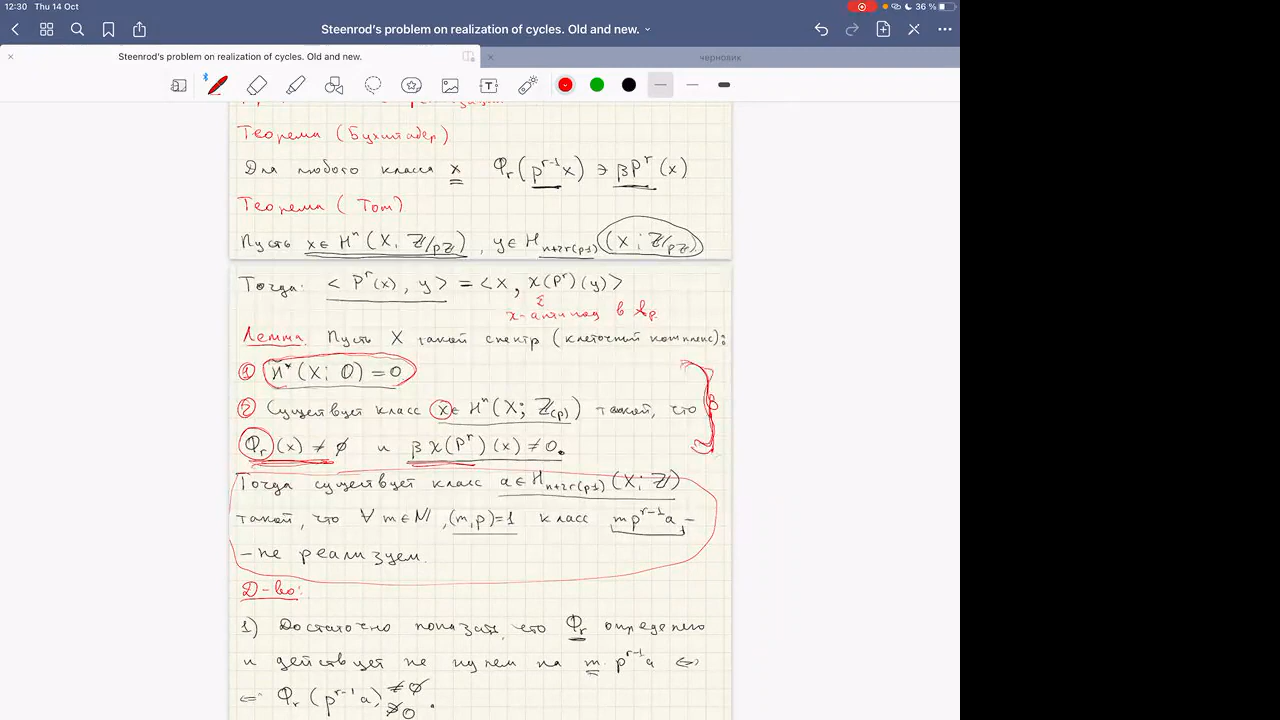 12:30 Thu 14 Oct
36 %
Steenrod's problem on realization of cycles. Old and new.
Steenrod's problem on realization of cycles. Old and new.
черновик
Теорема (Бухштабер)
Для любого класса x Φ_r(p^{r-1}x) ∋ βP^r(x)
Теорема (Том)
Пусть x ∈ H^n(X; Z/pZ), y ∈ H_{n+2r(p-1)}(X; Z/pZ)
Тогда: < P^r(x), y > = < x, χ(P^r)(y) >
χ-антипод в A_p.
Лемма. Пусть X такой спектр (клеточный комплекс):
① H^*(X; Q) = 0
② Существует класс x ∈ H^n(X; Z_(p)) такой, что
Φ_r(x) ≠ ∅ и βχ(P^r)(x) ≠ 0.
Тогда существует класс a ∈ H_{n+2r(p-1)}(X; Z)
такой, что ∀ m ∈ N, (m,p)=1 класс mp^{r-1}a -
- не реализуем.
Д-во:
1) Достаточно показать, что Φ_r определено
и действует не нулем на m·p^{r-1}a ⇔
⇔ Φ_r(p^{r-1}a) ≠ ∅
∌ 0.